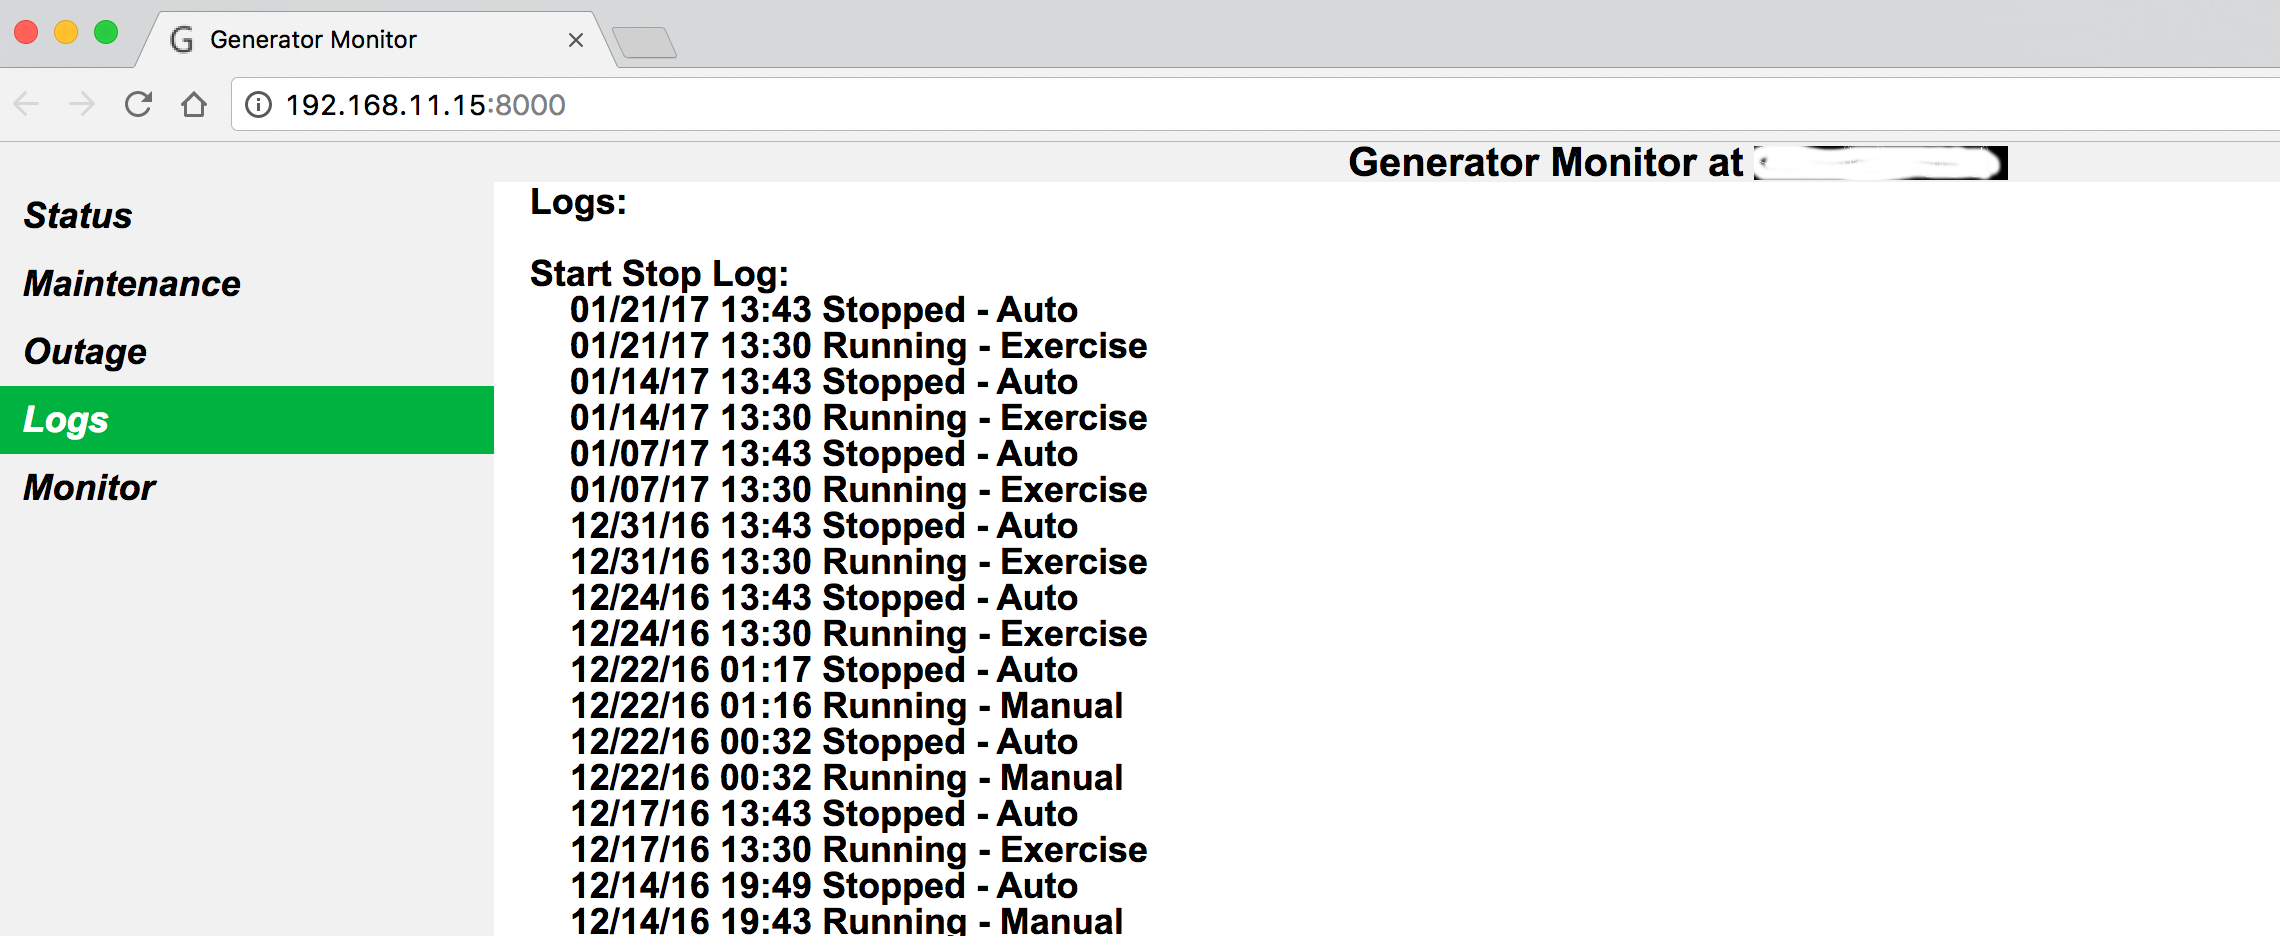 Generator Monitor
192.168.11.15:8000
Generator Monitor at
Status
Maintenance
Outage
Logs
Monitor
Logs:
Start Stop Log:
01/21/17 13:43 Stopped - Auto
01/21/17 13:30 Running - Exercise
01/14/17 13:43 Stopped - Auto
01/14/17 13:30 Running - Exercise
01/07/17 13:43 Stopped - Auto
01/07/17 13:30 Running - Exercise
12/31/16 13:43 Stopped - Auto
12/31/16 13:30 Running - Exercise
12/24/16 13:43 Stopped - Auto
12/24/16 13:30 Running - Exercise
12/22/16 01:17 Stopped - Auto
12/22/16 01:16 Running - Manual
12/22/16 00:32 Stopped - Auto
12/22/16 00:32 Running - Manual
12/17/16 13:43 Stopped - Auto
12/17/16 13:30 Running - Exercise
12/14/16 19:49 Stopped - Auto
12/14/16 19:43 Running - Manual